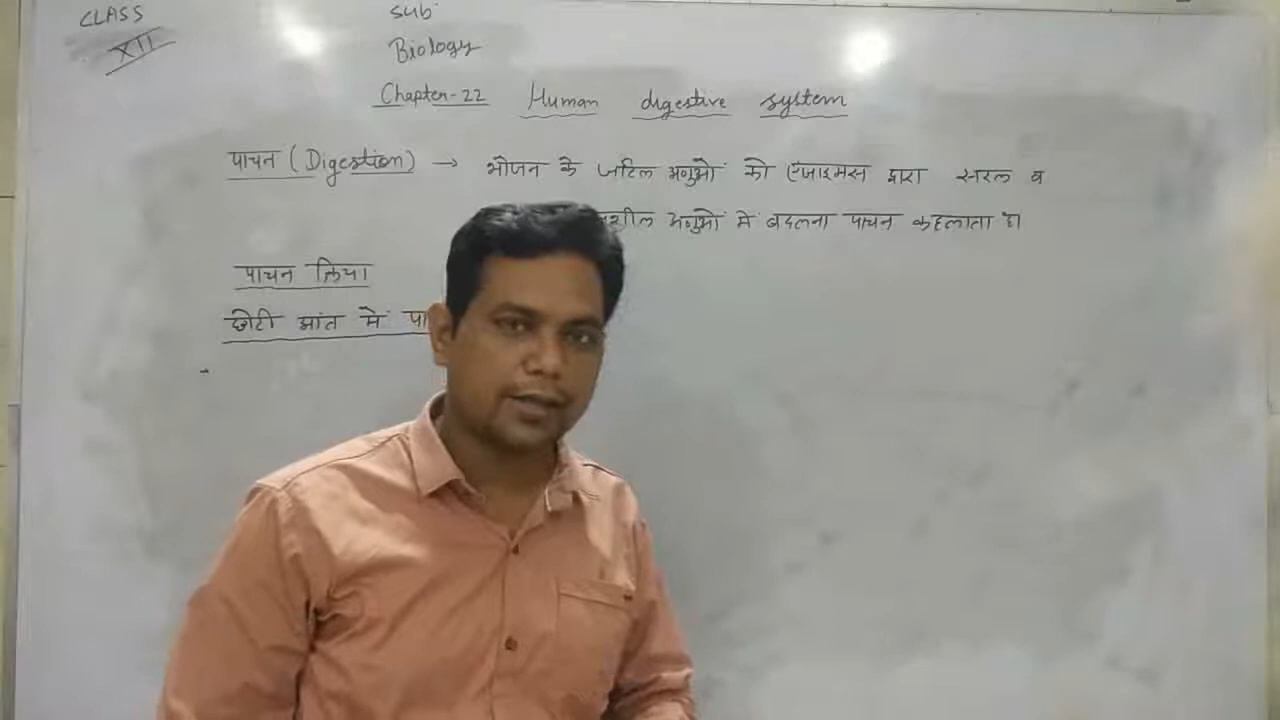 CLASS
XII
Sub
Biology
Chapter-22 Human digestive system
पाचन (Digestion) → भोजन के जटिल अणुओं को एंजाइमस द्वारा सरल व
अणुओं में बदलना पाचन कहलाता है।
पाचन क्रिया
छोटी आंत में